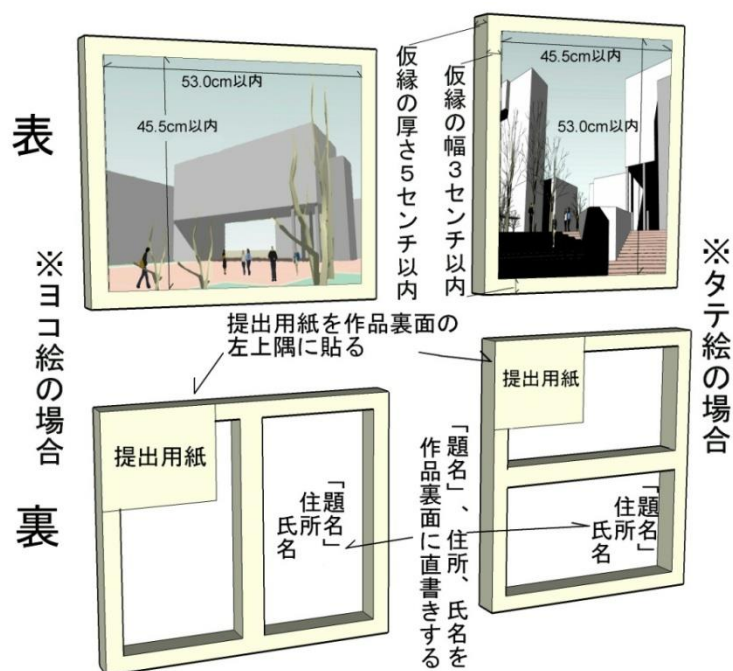 表
※ヨコ絵の場合
裏
53.0cm以内
45.5cm以内
仮縁の厚さ5センチ以内
仮縁の幅3センチ以内
45.5cm以内
53.0cm以内
※タテ絵の場合
提出用紙を作品裏面の
左上隅に貼る
提出用紙
「題名」
住所
氏名
「題名」、住所、氏名を
作品裏面に直書きする
提出用紙
「題名」
住所
氏名